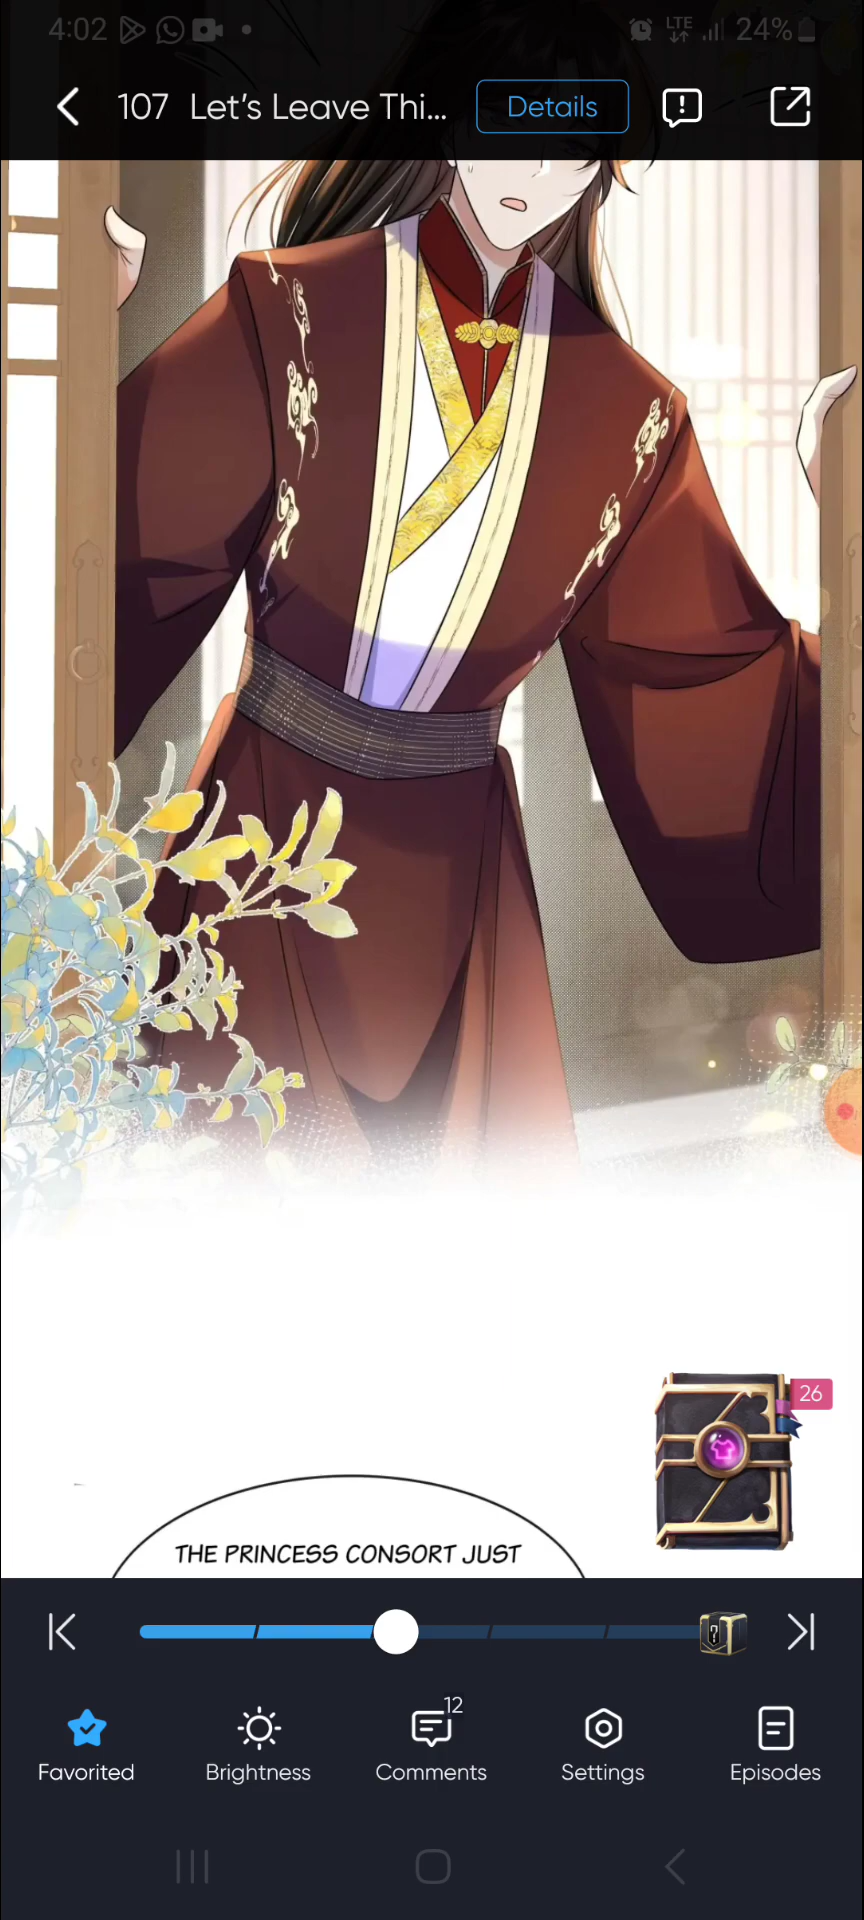 4:02
LTE
24%
107 Let's Leave Thi...
Details
26
THE PRINCESS CONSORT JUST
Favorited
Brightness
12
Comments
Settings
Episodes